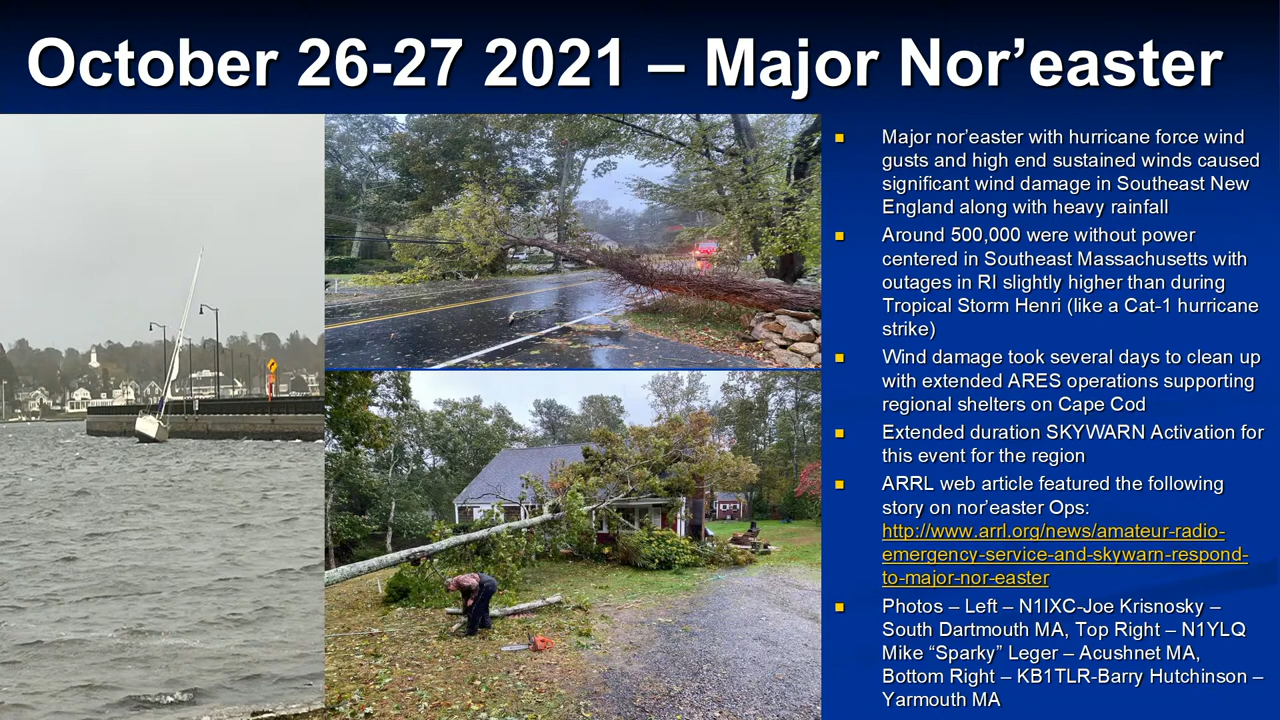 October 26-27 2021 – Major Nor’easter
Major nor’easter with hurricane force wind
gusts and high end sustained winds caused
significant wind damage in Southeast New
England along with heavy rainfall
Around 500,000 were without power
centered in Southeast Massachusetts with
outages in RI slightly higher than during
Tropical Storm Henri (like a Cat-1 hurricane
strike)
Wind damage took several days to clean up
with extended ARES operations supporting
regional shelters on Cape Cod
Extended duration SKYWARN Activation for
this event for the region
ARRL web article featured the following
story on nor’easter Ops:
http://www.arrl.org/news/amateur-radio-
emergency-service-and-skywarn-respond-
to-major-nor-easter
Photos – Left – N1IXC-Joe Krisnosky –
South Dartmouth MA, Top Right – N1YLQ
Mike “Sparky” Leger – Acushnet MA,
Bottom Right – KB1TLR-Barry Hutchinson –
Yarmouth MA